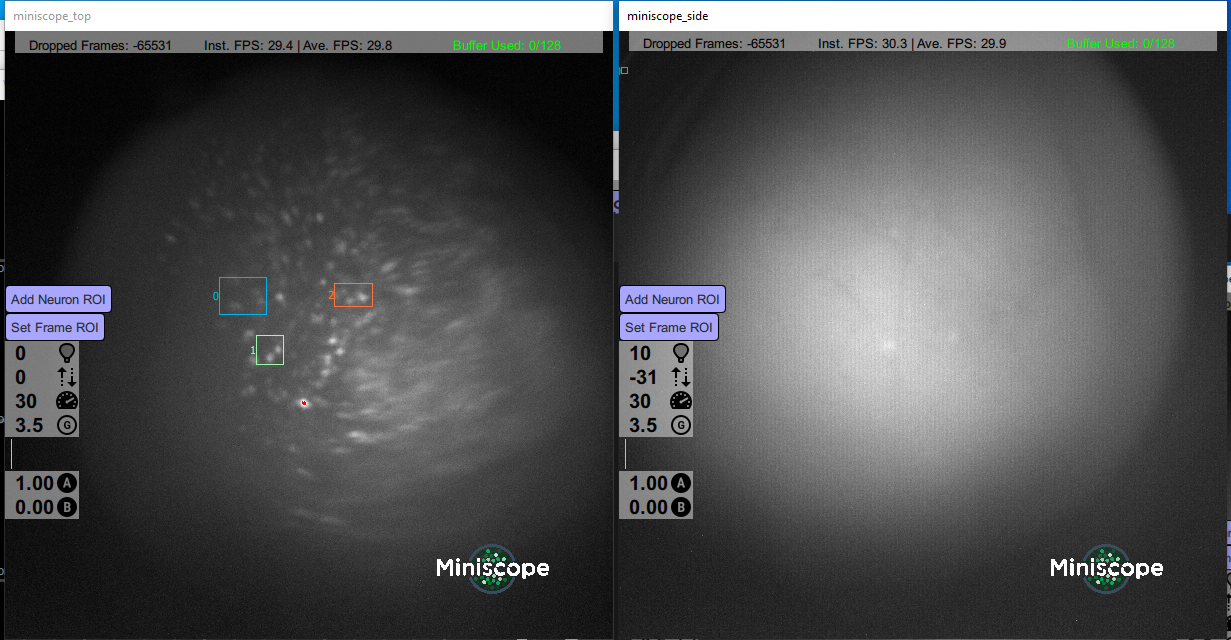 miniscope_top
Dropped Frames: -65531 Inst. FPS: 29.4 | Ave. FPS: 29.8 Buffer Used: 0/128
0
2
1
Add Neuron ROI
Set Frame ROI
0
0
30
3.5 G
1.00 A
0.00 B
Miniscope
miniscope_side
Dropped Frames: -65531 Inst. FPS: 30.3 | Ave. FPS: 29.9 Buffer Used: 0/128
Add Neuron ROI
Set Frame ROI
10
-31
30
3.5 G
1.00 A
0.00 B
Miniscope